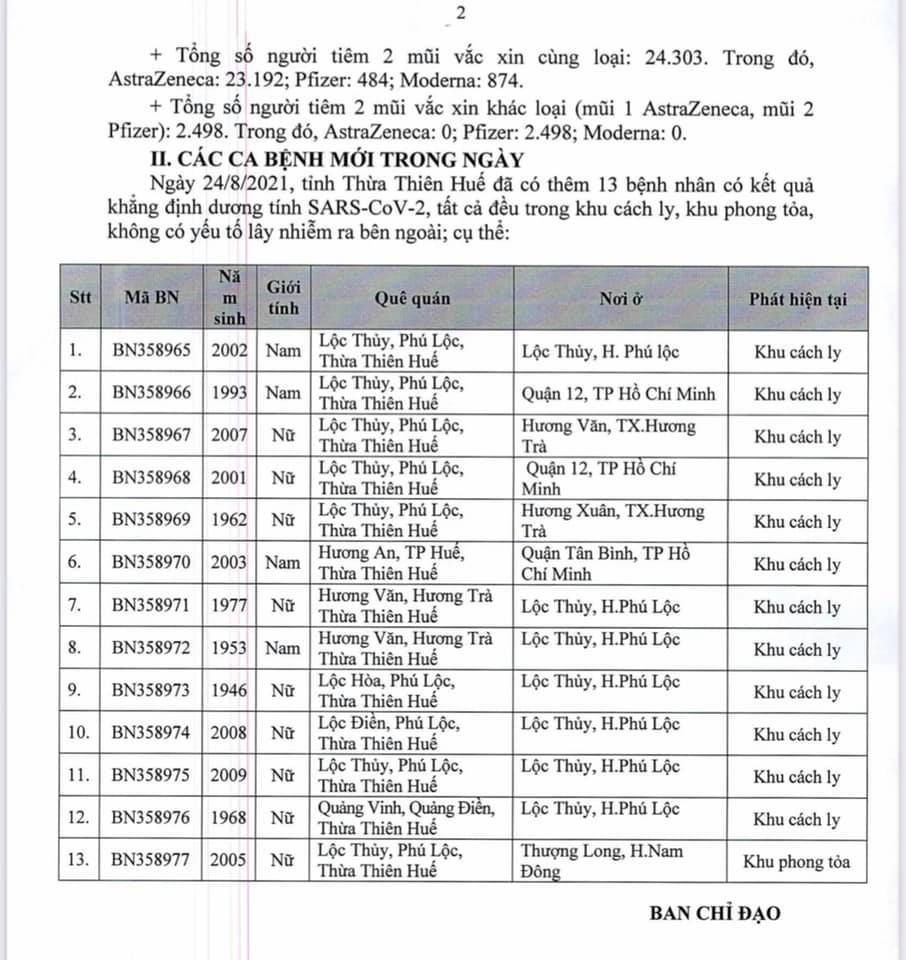 2
+ Tổng số người tiêm 2 mũi vắc xin cùng loại: 24.303. Trong đó,
AstraZeneca: 23.192; Pfizer: 484; Moderna: 874.
+ Tổng số người tiêm 2 mũi vắc xin khác loại (mũi 1 AstraZeneca, mũi 2
Pfizer): 2.498. Trong đó, AstraZeneca: 0; Pfizer: 2.498; Moderna: 0.
II. CÁC CA BỆNH MỚI TRONG NGÀY
Ngày 24/8/2021, tỉnh Thừa Thiên Huế đã có thêm 13 bệnh nhân có kết quả
khẳng định dương tính SARS-CoV-2, tất cả đều trong khu cách ly, khu phong tỏa,
không có yếu tố lây nhiễm ra bên ngoài; cụ thể:
Stt Mã BN Nă m sinh Giới tính Quê quán Nơi ở Phát hiện tại
1. BN358965 2002 Nam Lộc Thủy, Phú Lộc, Thừa Thiên Huế Lộc Thủy, H. Phú lộc Khu cách ly
2. BN358966 1993 Nam Lộc Thủy, Phú Lộc, Thừa Thiên Huế Quận 12, TP Hồ Chí Minh Khu cách ly
3. BN358967 2007 Nữ Lộc Thủy, Phú Lộc, Thừa Thiên Huế Hương Văn, TX.Hương Trà Khu cách ly
4. BN358968 2001 Nữ Lộc Thủy, Phú Lộc, Thừa Thiên Huế Quận 12, TP Hồ Chí Minh Khu cách ly
5. BN358969 1962 Nữ Lộc Thủy, Phú Lộc, Thừa Thiên Huế Hương Xuân, TX.Hương Trà Khu cách ly
6. BN358970 2003 Nam Hương An, TP Huế, Thừa Thiên Huế Quận Tân Bình, TP Hồ Chí Minh Khu cách ly
7. BN358971 1977 Nữ Hương Văn, Hương Trà Thừa Thiên Huế Lộc Thủy, H.Phú Lộc Khu cách ly
8. BN358972 1953 Nam Hương Văn, Hương Trà Thừa Thiên Huế Lộc Thủy, H.Phú Lộc Khu cách ly
9. BN358973 1946 Nữ Lộc Hòa, Phú Lộc, Thừa Thiên Huế Lộc Thủy, H.Phú Lộc Khu cách ly
10. BN358974 2008 Nữ Lộc Điền, Phú Lộc, Thừa Thiên Huế Lộc Thủy, H.Phú Lộc Khu cách ly
11. BN358975 2009 Nữ Lộc Thủy, Phú Lộc, Thừa Thiên Huế Lộc Thủy, H.Phú Lộc Khu cách ly
12. BN358976 1968 Nữ Quảng Vinh, Quảng Điền, Thừa Thiên Huế Lộc Thủy, H.Phú Lộc Khu cách ly
13. BN358977 2005 Nữ Lộc Thủy, Phú Lộc, Thừa Thiên Huế Thượng Long, H.Nam Đông Khu phong tỏa
BAN CHỈ ĐẠO